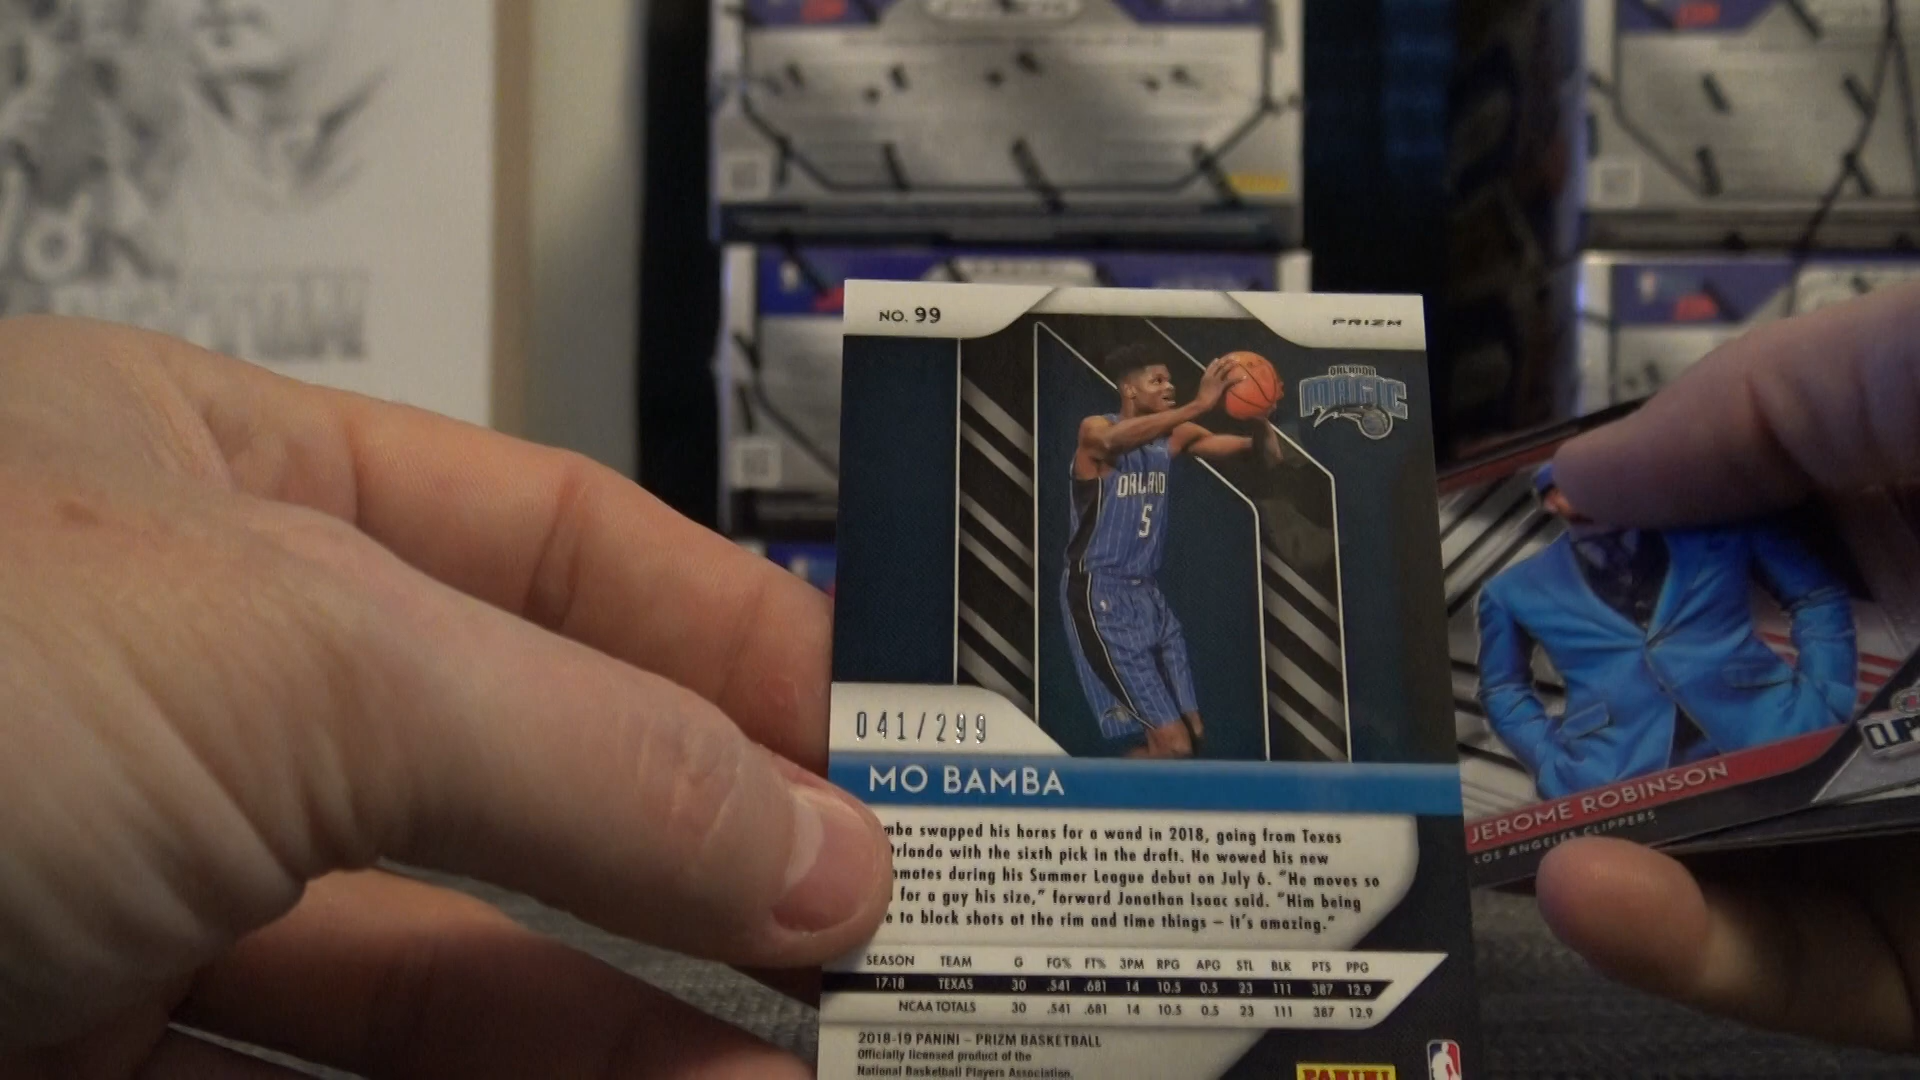 NO. 99
PRIZM
ORLANDO
MAGIC
ORLANDO
5
041/299
MO BAMBA
mba swapped his horns for a wand in 2018, going from Texas
Orlando with the sixth pick in the draft. He wowed his new
mates during his Summer League debut on July 6. "He moves so
for a guy his size," forward Jonathan Isaac said. "Him being
e to block shots at the rim and time things – it's amazing."
SEASON TEAM G FG% FT% 3PM RPG APG STL BLK PTS PPG
17-18 TEXAS 30 .541 .681 14 10.5 0.5 23 111 387 12.9
NCAA TOTALS 30 .541 .681 14 10.5 0.5 23 111 387 12.9
2018-19 PANINI – PRIZM BASKETBALL
Officially licensed product of the
National Basketball Players Association.
PANINI
JEROME ROBINSON
LOS ANGELES CLIPPERS
CLIP